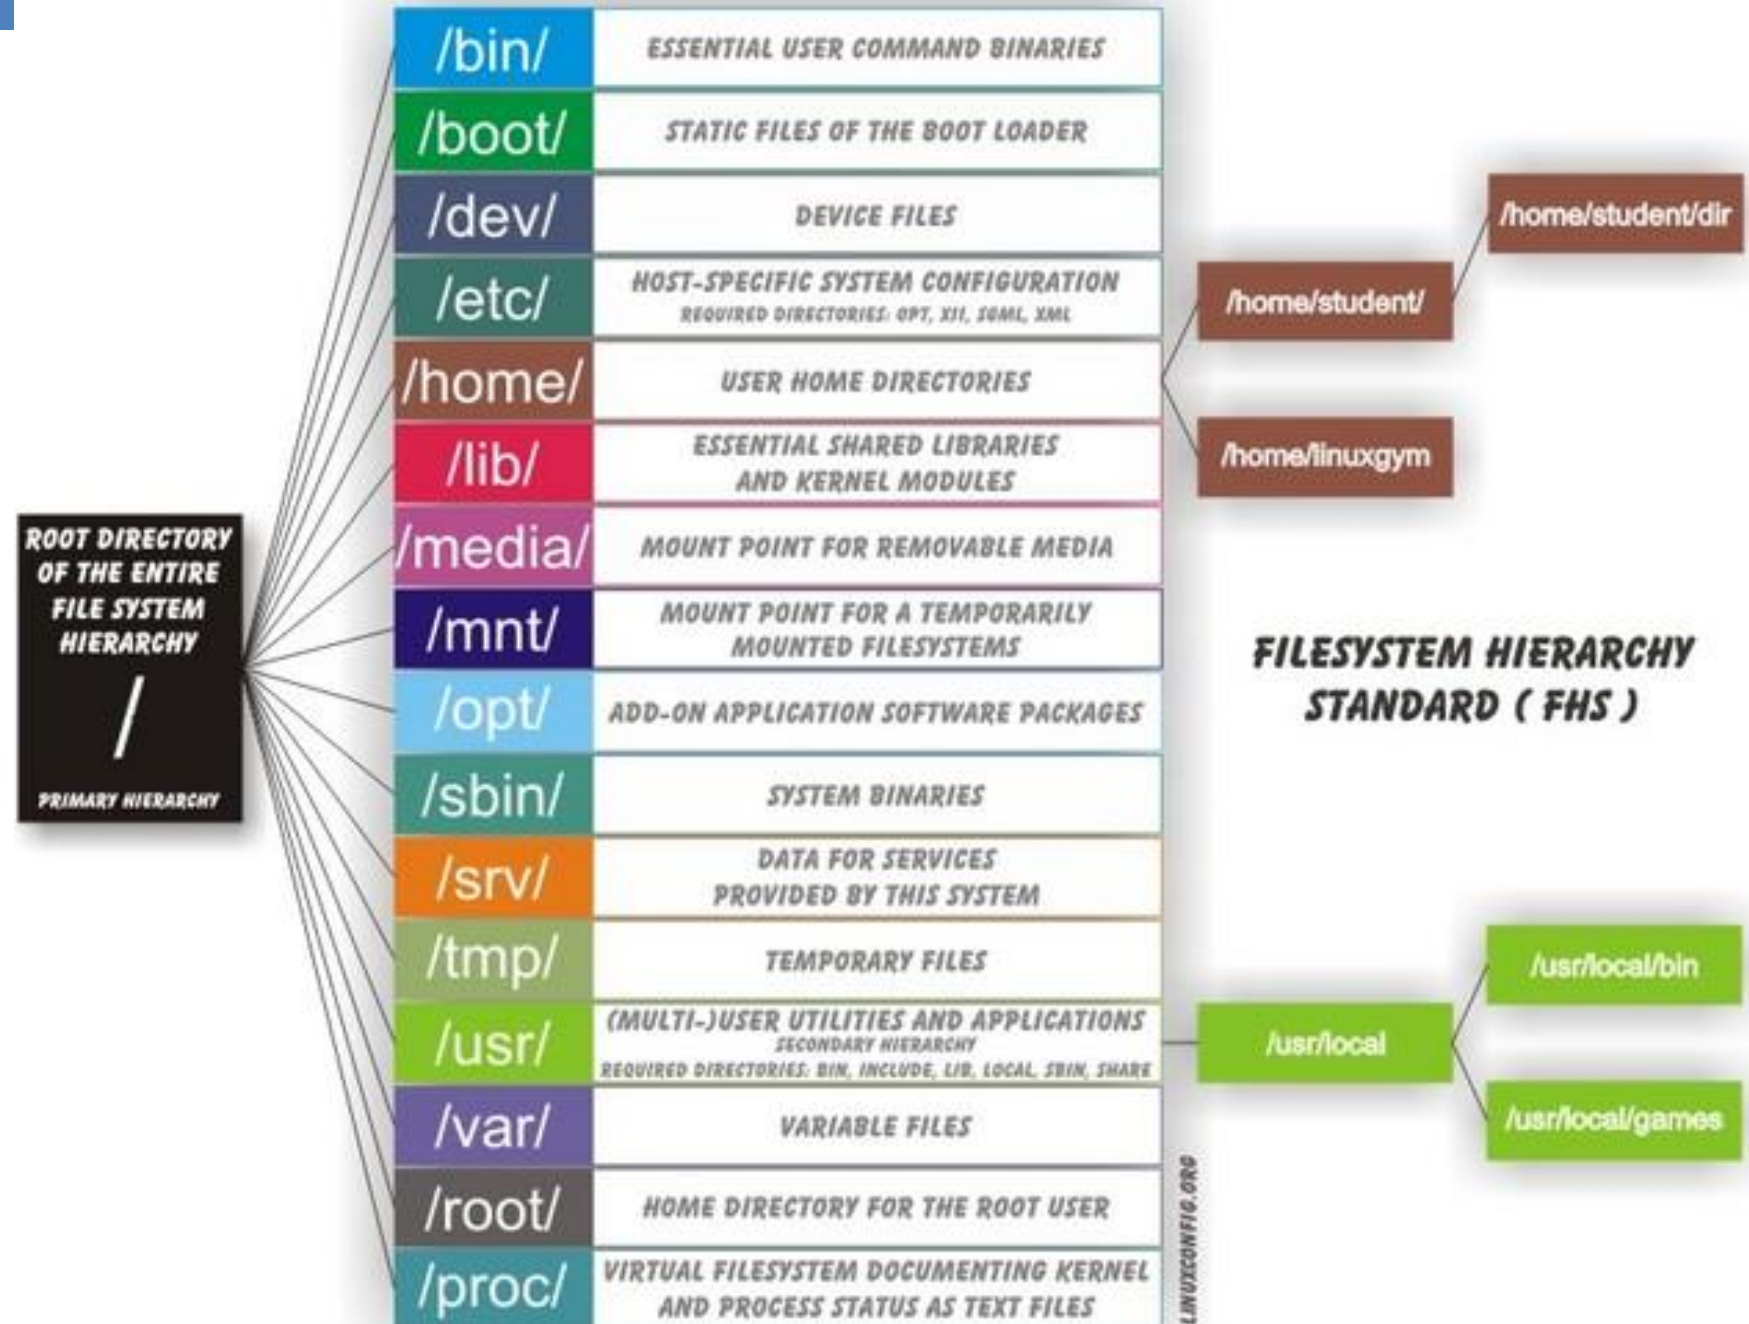 /bin/
ESSENTIAL USER COMMAND BINARIES
/boot/
STATIC FILES OF THE BOOT LOADER
/dev/
DEVICE FILES
/etc/
HOST-SPECIFIC SYSTEM CONFIGURATION
REQUIRED DIRECTORIES: OPT, X11, SGML, XML
/home/
USER HOME DIRECTORIES
/lib/
ESSENTIAL SHARED LIBRARIES
AND KERNEL MODULES
/media/
MOUNT POINT FOR REMOVABLE MEDIA
/mnt/
MOUNT POINT FOR A TEMPORARILY
MOUNTED FILESYSTEMS
/opt/
ADD-ON APPLICATION SOFTWARE PACKAGES
/sbin/
SYSTEM BINARIES
/srv/
DATA FOR SERVICES
PROVIDED BY THIS SYSTEM
/tmp/
TEMPORARY FILES
/usr/
(MULTI-)USER UTILITIES AND APPLICATIONS
SECONDARY HIERARCHY
REQUIRED DIRECTORIES: BIN, INCLUDE, LIB, LOCAL, SBIN, SHARE
/var/
VARIABLE FILES
/root/
HOME DIRECTORY FOR THE ROOT USER
/proc/
VIRTUAL FILESYSTEM DOCUMENTING KERNEL
AND PROCESS STATUS AS TEXT FILES
ROOT DIRECTORY
OF THE ENTIRE
FILE SYSTEM
HIERARCHY
/
PRIMARY HIERARCHY
/home/student/dir
/home/student/
/home/linuxgym
FILESYSTEM HIERARCHY
STANDARD ( FHS )
/usr/local/bin
/usr/local
/usr/local/games
LINUXCONFIG.ORG